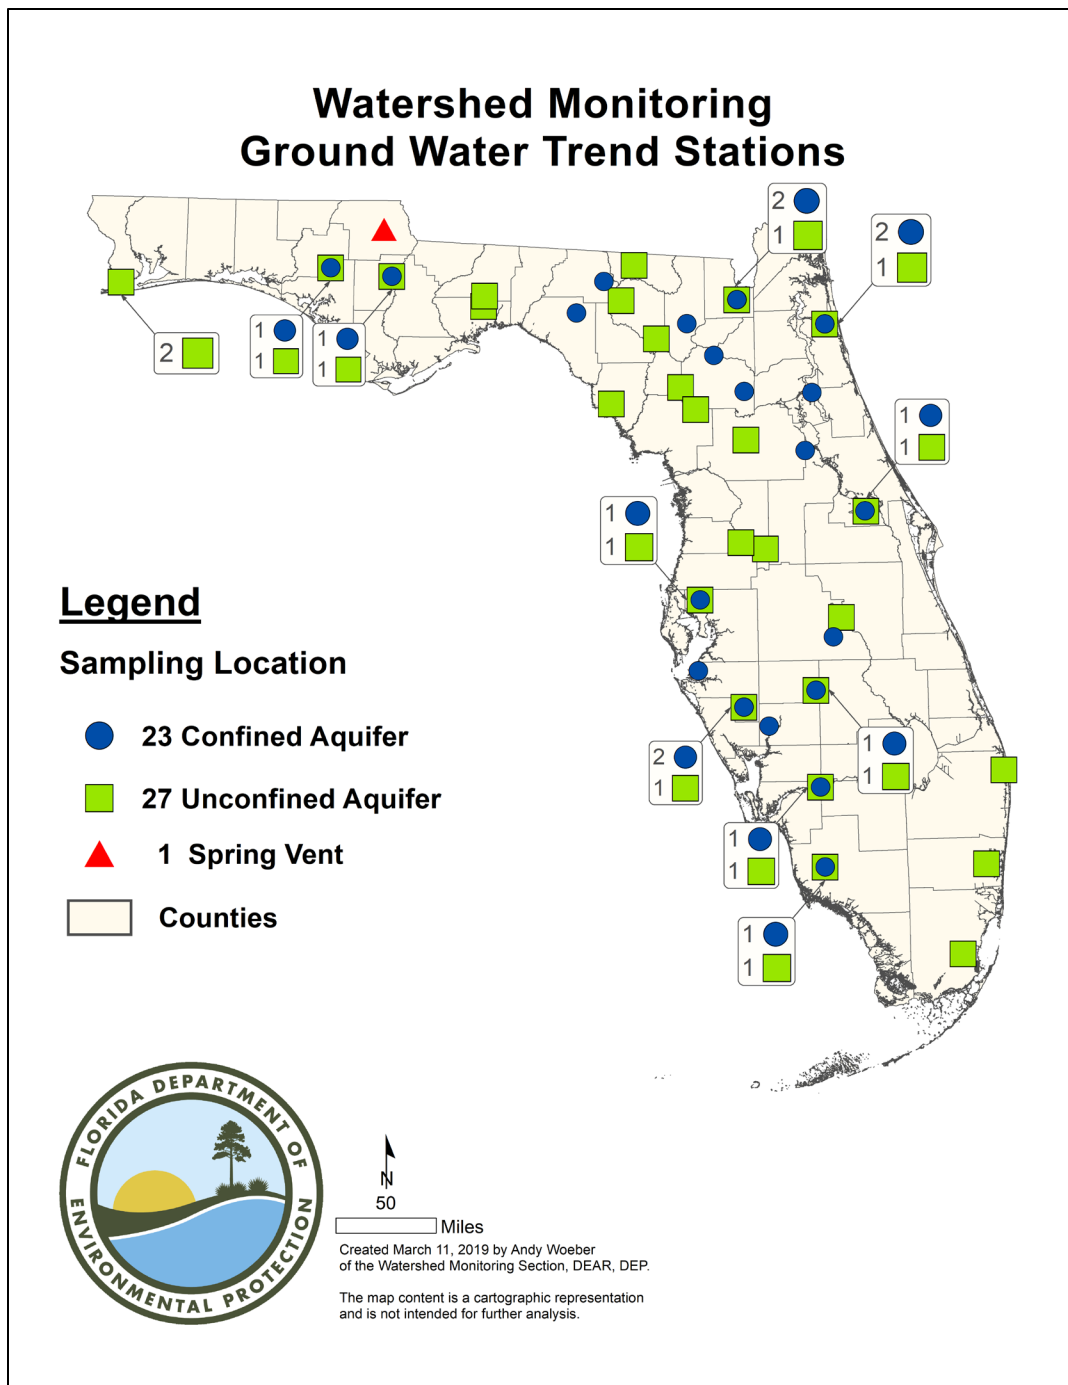 Watershed Monitoring
Ground Water Trend Stations
2
1
2
1
2
1
1
1
1
1
1
1
1
2
1
1
1
1
1
1
1
Legend
Sampling Location
23 Confined Aquifer
27 Unconfined Aquifer
1 Spring Vent
Counties
FLORIDA DEPARTMENT OF
ENVIRONMENTAL PROTECTION
N
50
Miles
Created March 11, 2019 by Andy Woeber
of the Watershed Monitoring Section, DEAR, DEP.
The map content is a cartographic representation
and is not intended for further analysis.